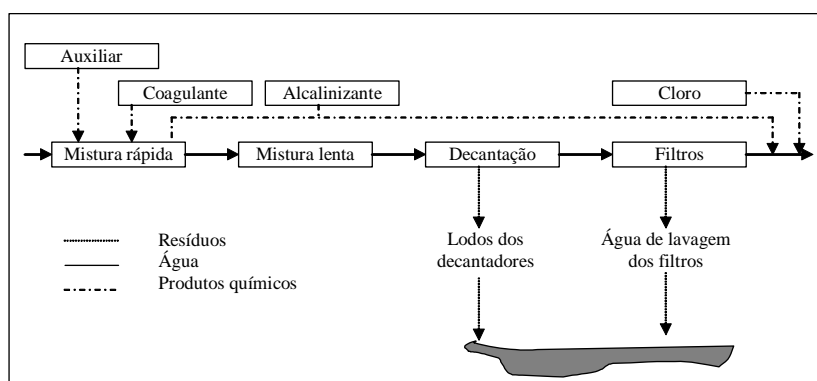 Auxiliar
Coagulante
Alcalinizante
Cloro
Mistura rápida
Mistura lenta
Decantação
Filtros
Resíduos
Água
Produtos químicos
Lodos dos
decantadores
Água de lavagem
dos filtros